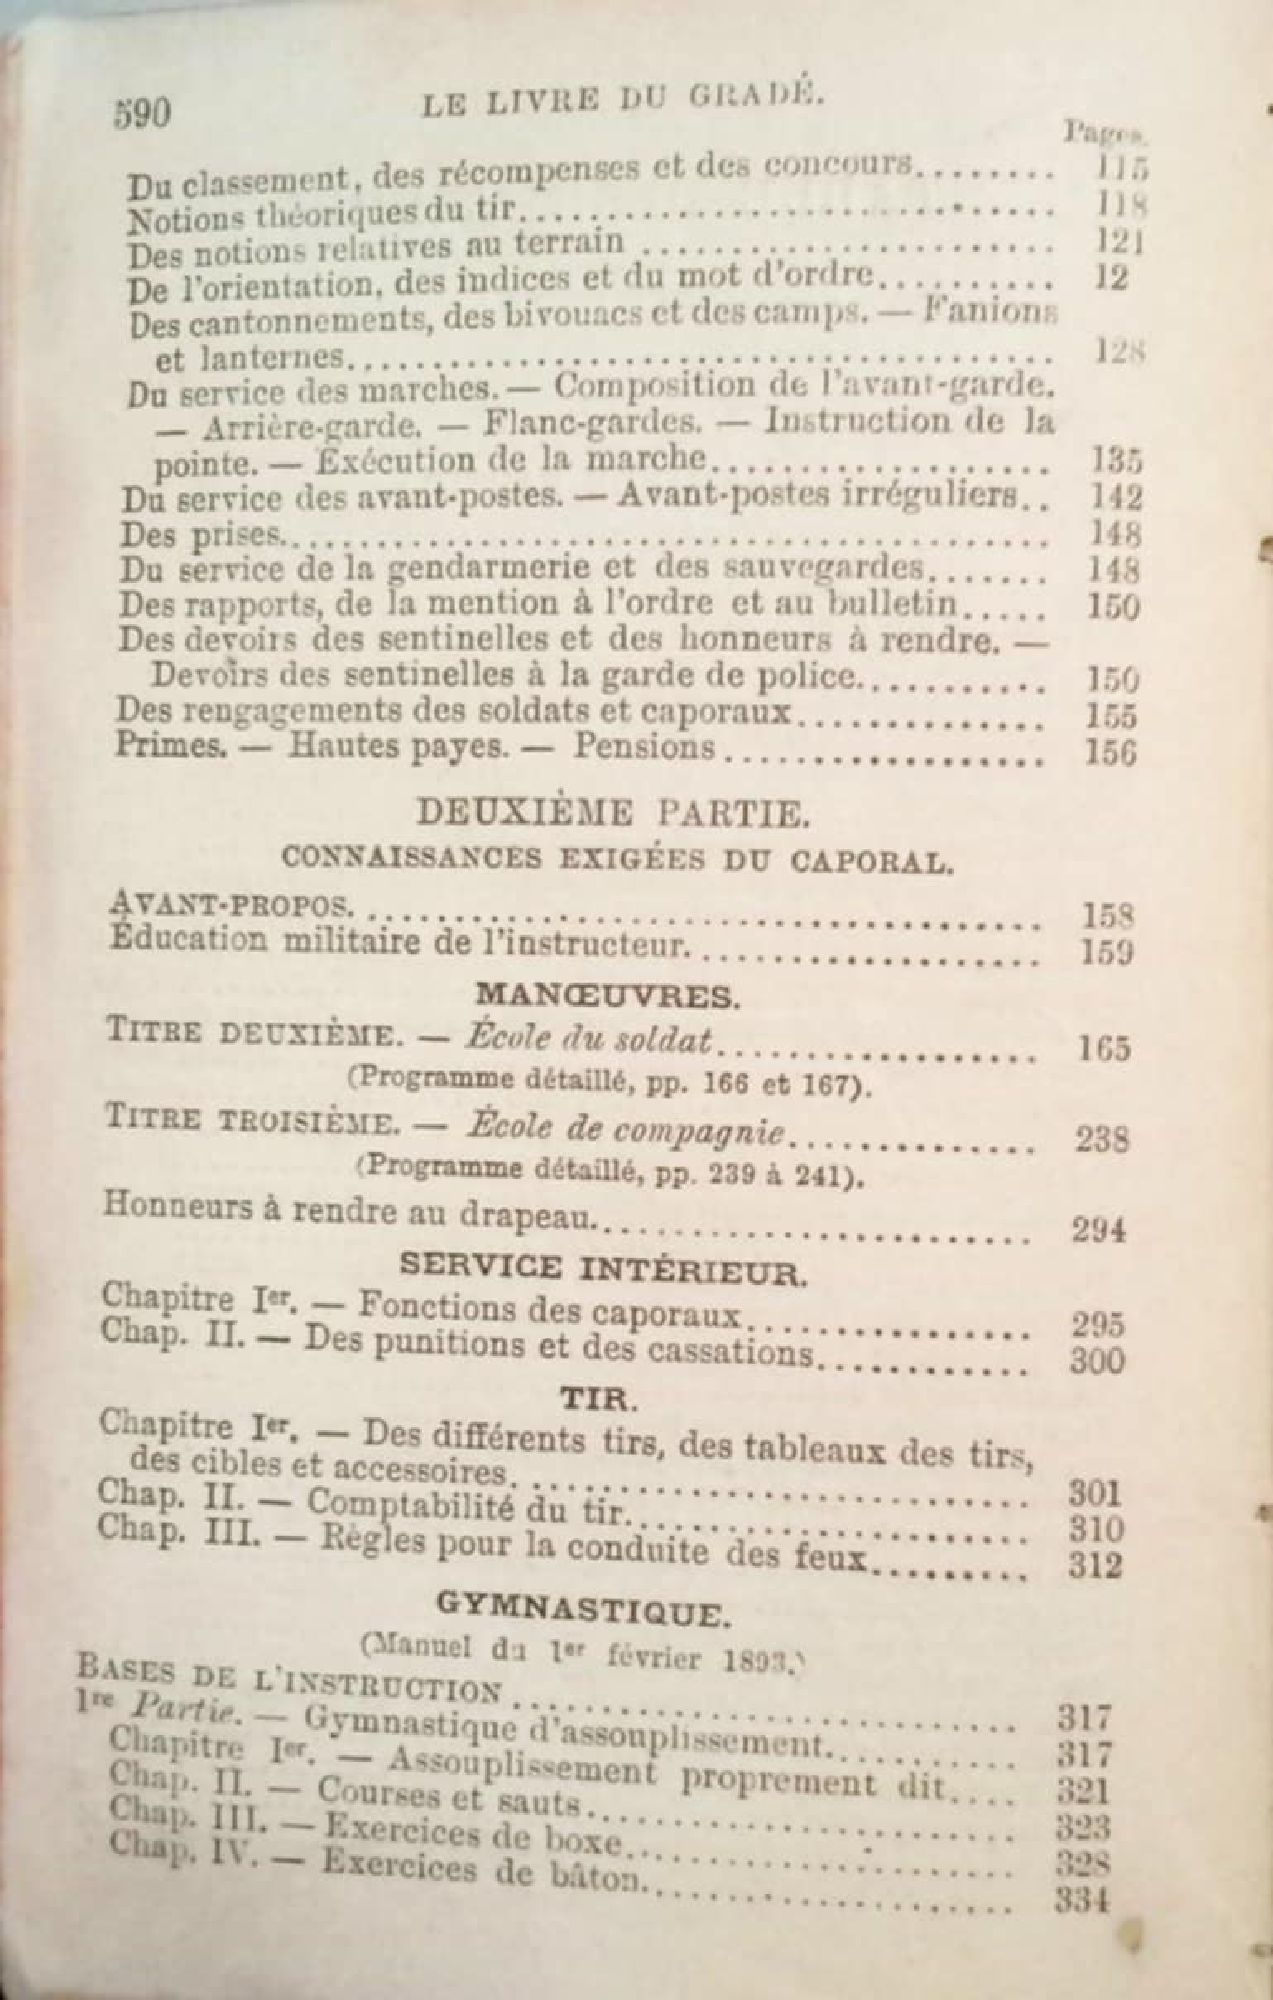 590 LE LIVRE DU GRADÉ.
Pages.
Du classement, des récompenses et des concours........ 115
Notions théoriques du tir.............................. 118
Des notions relatives au terrain ........................ 121
De l'orientation, des indices et du mot d'ordre.......... 12
Des cantonnements, des bivouacs et des camps. — Fanions
et lanternes........................................ 128
Du service des marches. — Composition de l'avant-garde.
— Arrière-garde. — Flanc-gardes. — Instruction de la
pointe. — Exécution de la marche................... 135
Du service des avant-postes. — Avant-postes irréguliers.. 142
Des prises............................................ 148
Du service de la gendarmerie et des sauvegardes....... 148
Des rapports, de la mention à l'ordre et au bulletin..... 150
Des devoirs des sentinelles et des honneurs à rendre. —
Devoirs des sentinelles à la garde de police........... 150
Des rengagements des soldats et caporaux.............. 155
Primes. — Hautes payes. — Pensions .................. 156
DEUXIÈME PARTIE.
CONNAISSANCES EXIGÉES DU CAPORAL.
AVANT-PROPOS. ...................................... 158
Éducation militaire de l'instructeur. ................... 159
MANŒUVRES.
TITRE DEUXIÈME. — École du soldat.................. 165
(Programme détaillé, pp. 166 et 167).
TITRE TROISIÈME. — École de compagnie.............. 238
(Programme détaillé, pp. 239 à 241).
Honneurs à rendre au drapeau......................... 294
SERVICE INTÉRIEUR.
Chapitre Ier. — Fonctions des caporaux................ 295
Chap. II. — Des punitions et des cassations............ 300
TIR.
Chapitre Ier. — Des différents tirs, des tableaux des tirs,
des cibles et accessoires. ............................ 301
Chap. II. — Comptabilité du tir....................... 310
Chap. III. — Règles pour la conduite des feux......... 312
GYMNASTIQUE.
(Manuel du 1er février 1893.)
BASES DE L'INSTRUCTION ............................. 317
1re Partie. — Gymnastique d'assouplissement........... 317
Chapitre Ier. — Assouplissement proprement dit.... 321
Chap. II. — Courses et sauts........................ 323
Chap. III. — Exercices de boxe...................... 328
Chap. IV. — Exercices de bâton..................... 334